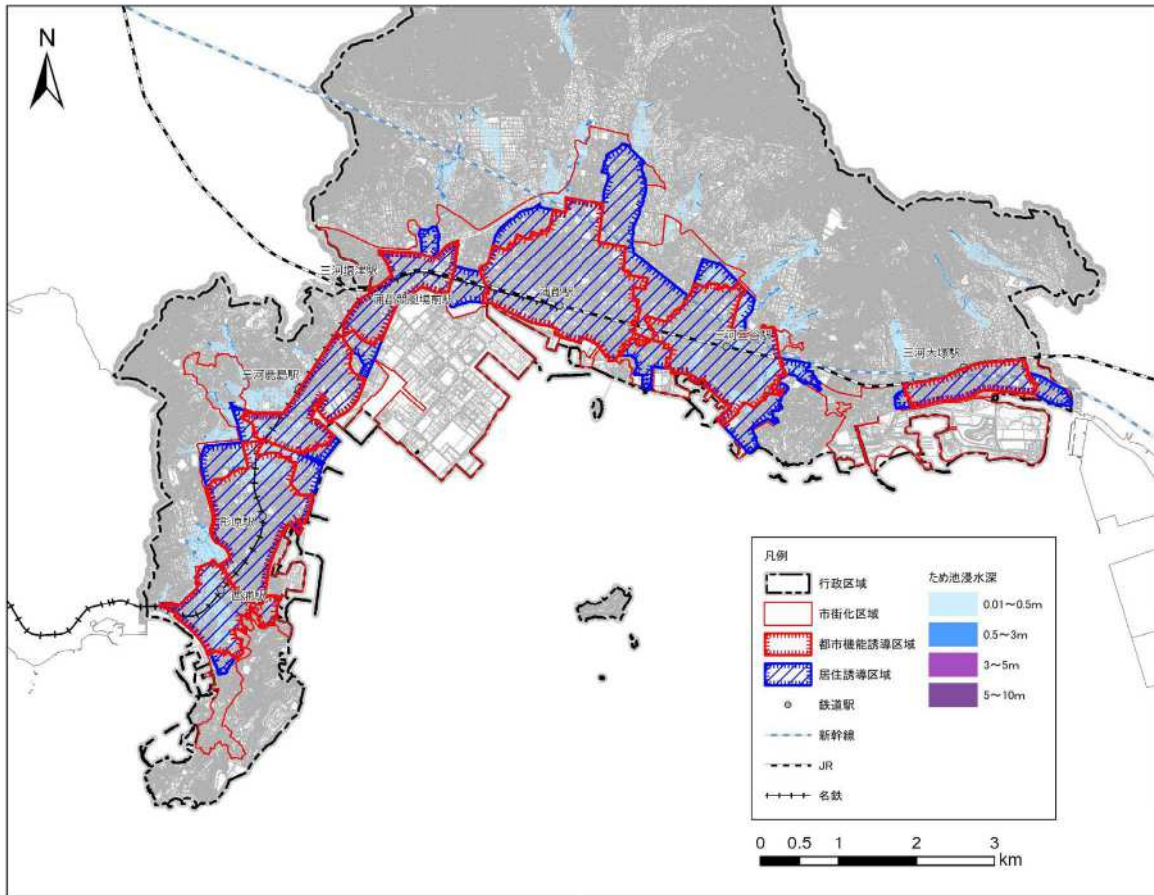 N
三河塩津駅
蒲郡競艇場前駅
蒲郡駅
三河三谷駅
三河大塚駅
三河鹿島駅
形原駅
西浦駅
凡例
行政区域
市街化区域
都市機能誘導区域
居住誘導区域
鉄道駅
新幹線
JR
名鉄
ため池浸水深
0.01～0.5m
0.5～3m
3～5m
5～10m
0 0.5 1 2 3
km